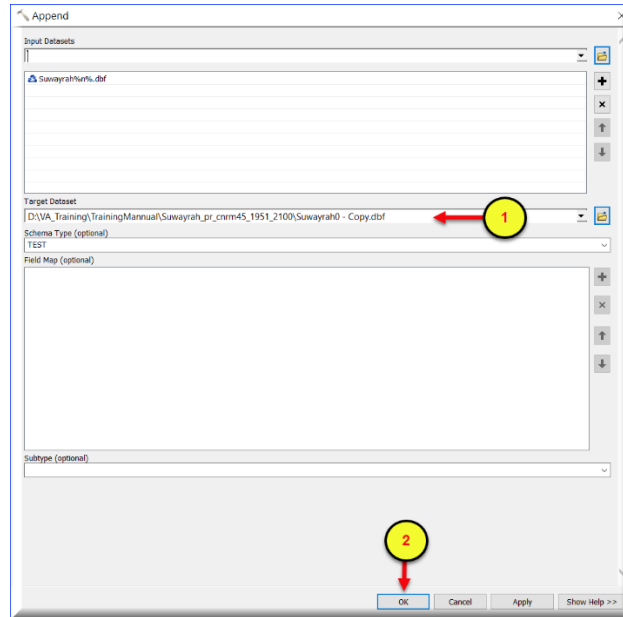 Append
Input Datasets
Suwayrah%n%.dbf
Target Dataset
D:\VA_Training\TrainingMannual\Suwayrah_pr_cnrm45_1951_2100\Suwayrah0 - Copy.dbf
1
Schema Type (optional)
TEST
Field Map (optional)
Subtype (optional)
2
OK Cancel Apply Show Help >>